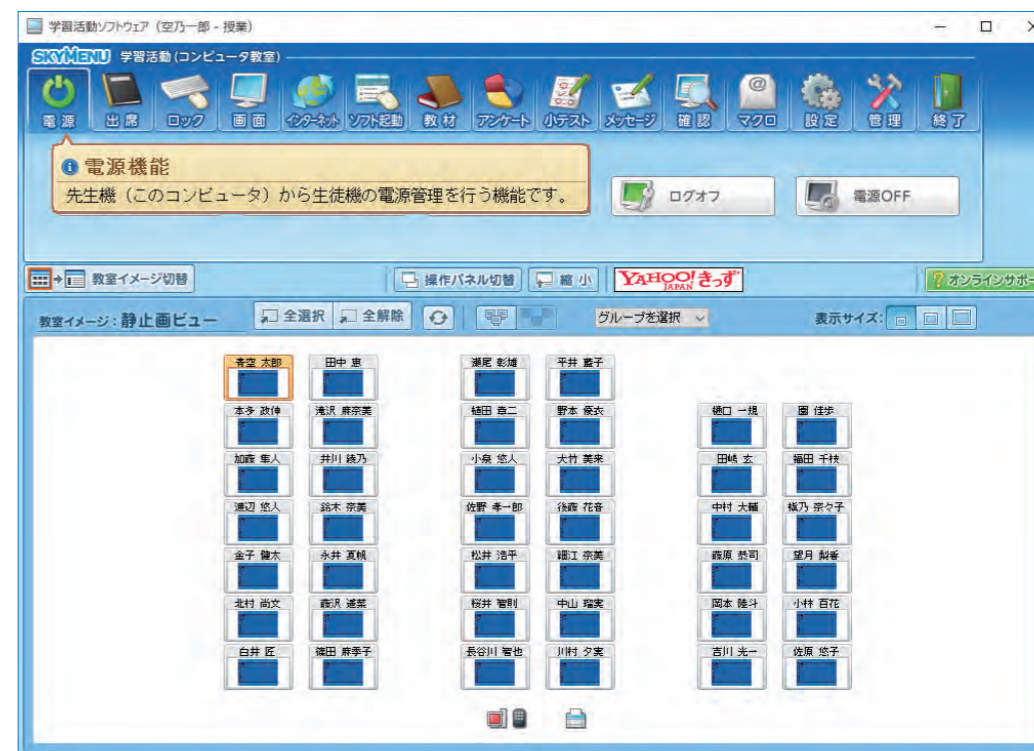 学習活動ソフトウェア (空乃一郎 - 授業)
SKYMENU 学習活動 (コンピュータ教室)
電源 出席 ロック 画面 インターネット ソフト起動 教材 アンケート 小テスト メッセージ 確認 マクロ 設定 管理 終了
電源機能
先生機（このコンピュータ）から生徒機の電源管理を行う機能です。
ログオフ 電源OFF
教室イメージ切替 操作パネル切替 縮小 YAHOO! JAPAN きっず オンラインサポー
教室イメージ：静止画ビュー 全選択 全解除 グループを選択 表示サイズ：
青空 太郎 田中 恵 瀬尾 彰雄 平井 藍子
本多 政伸 滝沢 麻奈美 植田 章二 野本 優衣 樋口 一規 園 佳歩
加藤 隼人 井川 綾乃 小泉 悠人 大竹 美来 田嶋 玄 福田 千枝
渡辺 悠人 鈴木 奈美 佐野 孝一郎 後藤 花音 中村 大輔 槇乃 奈々子
金子 健太 永井 真帆 松井 浩平 細江 奈美 藤原 恭司 望月 梨香
北村 尚文 藤沢 遥菜 桜井 智則 中山 瑠実 岡本 陸斗 小林 百花
白井 匠 篠田 麻季子 長谷川 智也 川村 夕実 吉川 光一 佐原 悠子